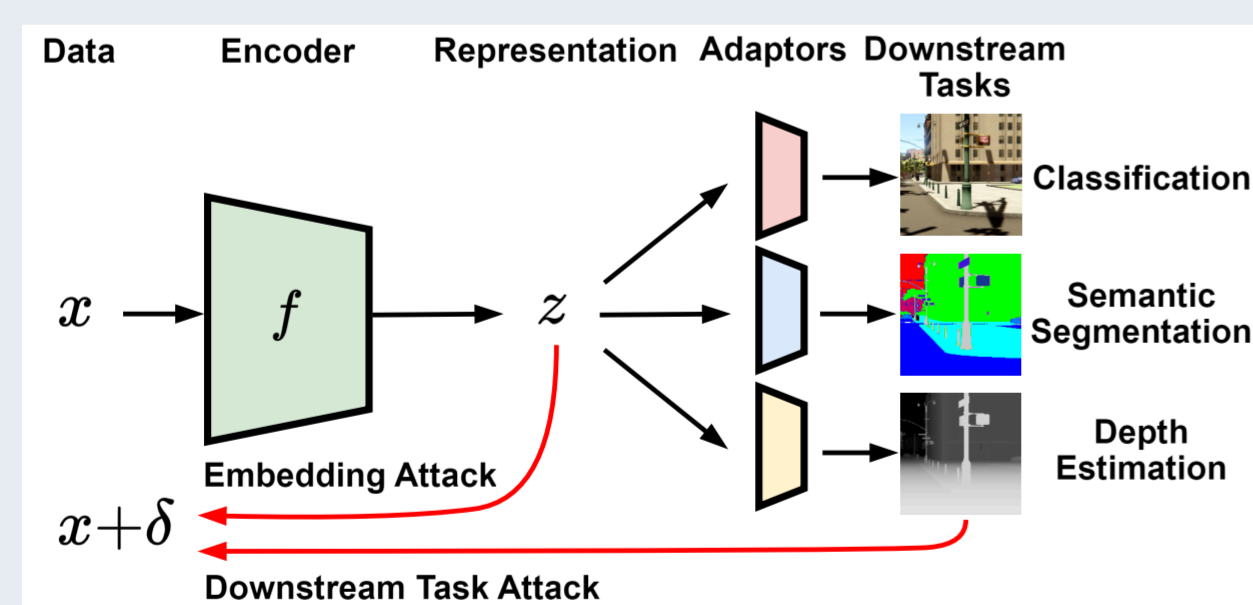 Data Encoder Representation Adaptors Downstream
Tasks
Classification
x f z
Semantic
Segmentation
Depth
Estimation
Embedding Attack
x+δ
Downstream Task Attack